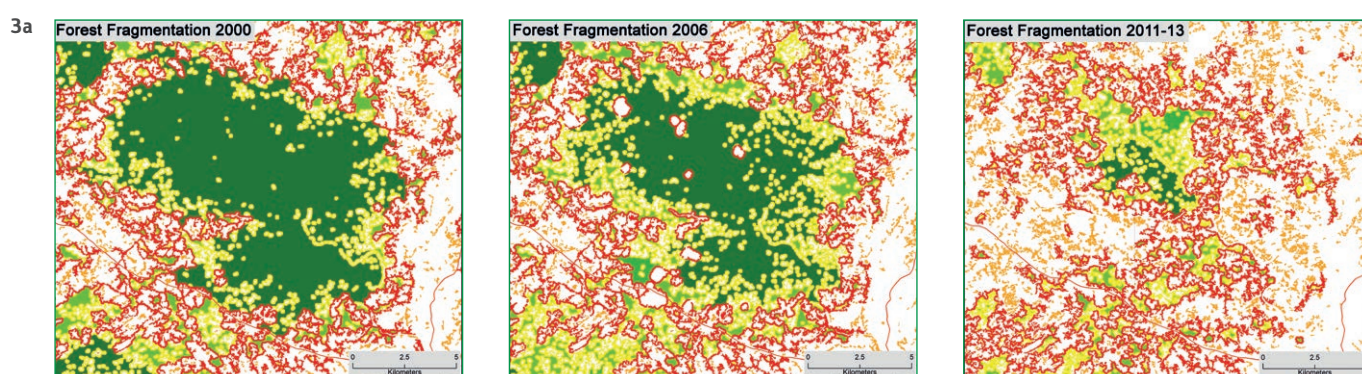 3a
Forest Fragmentation 2000
Forest Fragmentation 2006
Forest Fragmentation 2011-13
0 2.5 5
Kilometers
0 2.5 5
Kilometers
0 2.5
Kilometers